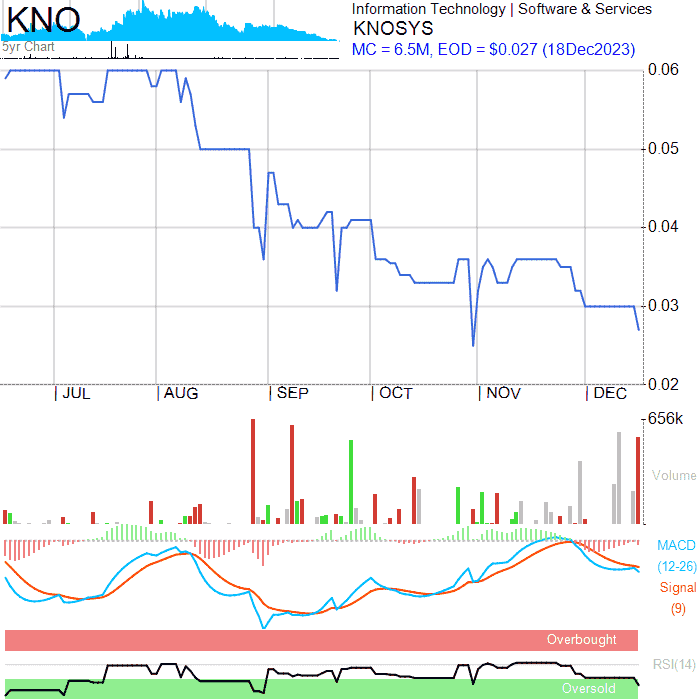 KNO
5yr Chart
Information Technology | Software & Services
KNOSYS
MC = 6.5M, EOD = $0.027 (18Dec2023)
0.06
0.05
0.04
0.03
0.02
JUL AUG SEP OCT NOV DEC
656k
Volume
MACD
(12-26)
Signal
(9)
Overbought
RSI(14)
Oversold